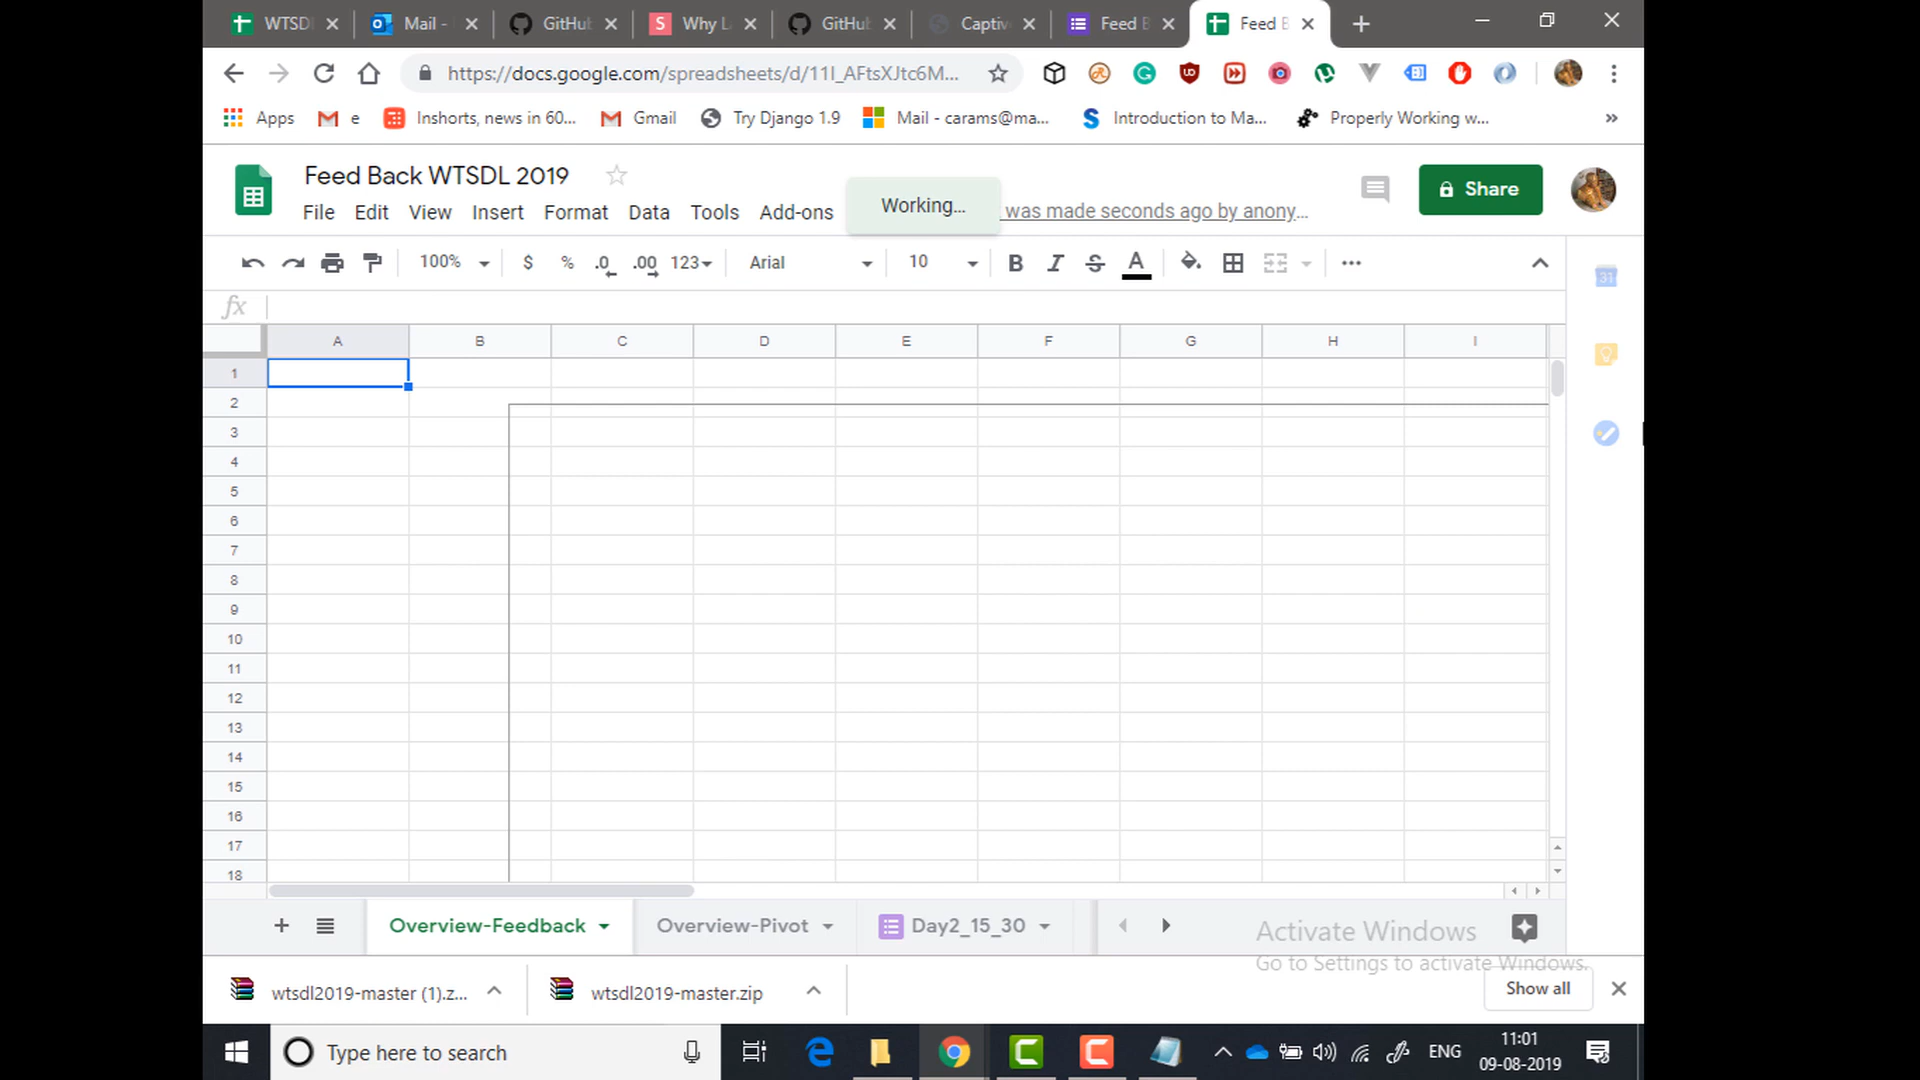 WTSDL
Mail -
GitHub
Why L
GitHub
Captiv
Feed B
Feed B
https://docs.google.com/spreadsheets/d/11I_AFtsXJtc6M...
Apps
e
Inshorts, news in 60...
Gmail
Try Django 1.9
Mail - carams@ma...
Introduction to Ma...
Properly Working w...
Feed Back WTSDL 2019
Share
File Edit View Insert Format Data Tools Add-ons
Working...
was made seconds ago by anony...
100% $ % .0 .00 123 Arial 10 B I S A ...
31
fx
A B C D E F G H I
1
2
3
4
5
6
7
8
9
10
11
12
13
14
15
16
17
18
Overview-Feedback
Overview-Pivot
Day2_15_30
Activate Windows
Go to Settings to activate Windows.
wtsdl2019-master (1).z...
wtsdl2019-master.zip
Show all
Type here to search
ENG
11:01
09-08-2019